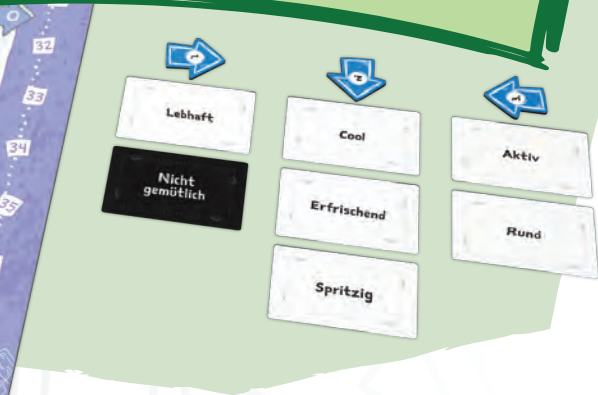 32
33
34
35
Lebhaft
Nicht
gemütlich
Cool
Erfrischend
Spritzig
Aktiv
Rund